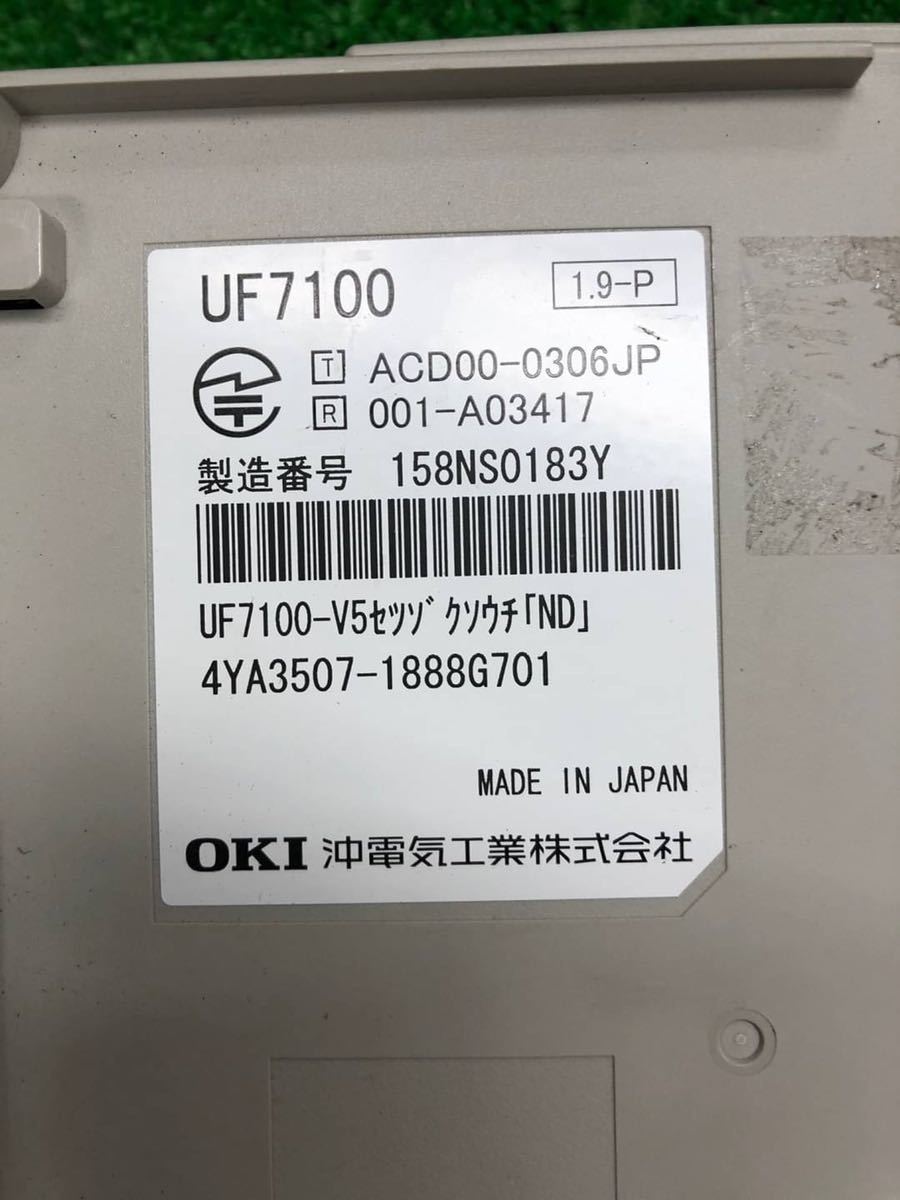 UF7100
1.9-P
T ACD00-0306JP
R 001-A03417
製造番号 158NS0183Y
UF7100-V5ｾﾂｿﾞｸｿｳﾁ｢ND｣
4YA3507-1888G701
MADE IN JAPAN
OKI 沖電気工業株式会社